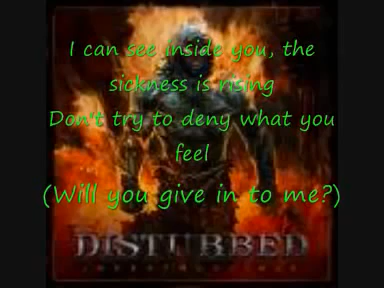 I can see inside you, the
sickness is rising
Don't try to deny what you
feel
(Will you give in to me?)
DISTURBED